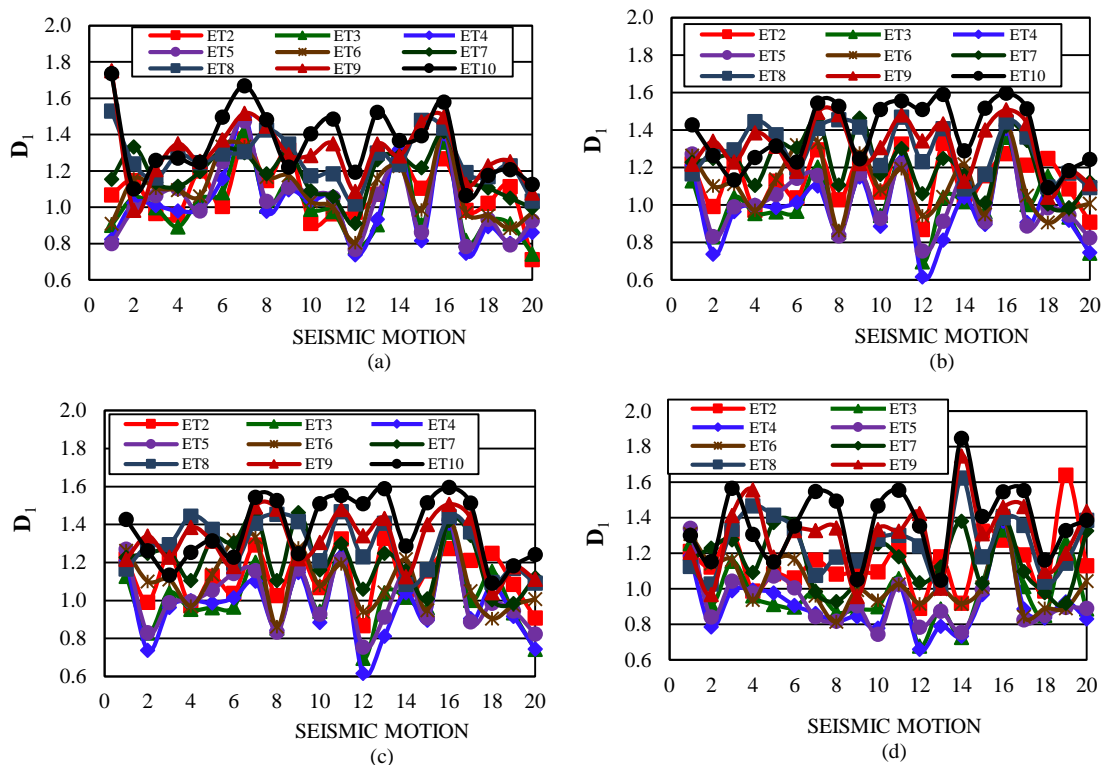 2.0
1.8
1.6
1.4
1.2
1.0
0.8
0.6
D1
ET2 ET3 ET4
ET5 ET6 ET7
ET8 ET9 ET10
0 2 4 6 8 10 12 14 16 18 20
SEISMIC MOTION
(a)
2.0
1.8
1.6
1.4
1.2
1.0
0.8
0.6
D1
ET2 ET3 ET4
ET5 ET6 ET7
ET8 ET9 ET10
0 2 4 6 8 10 12 14 16 18 20
SEISMIC MOTION
(b)
2.0
1.8
1.6
1.4
1.2
1.0
0.8
0.6
D1
ET2 ET3 ET4
ET5 ET6 ET7
ET8 ET9 ET10
0 2 4 6 8 10 12 14 16 18 20
SEISMIC MOTION
(c)
2.0
1.8
1.6
1.4
1.2
1.0
0.8
0.6
D1
ET2 ET3
ET4 ET5
ET6 ET7
ET8 ET9
ET10
0 2 4 6 8 10 12 14 16 18 20
SEISMIC MOTION
(d)